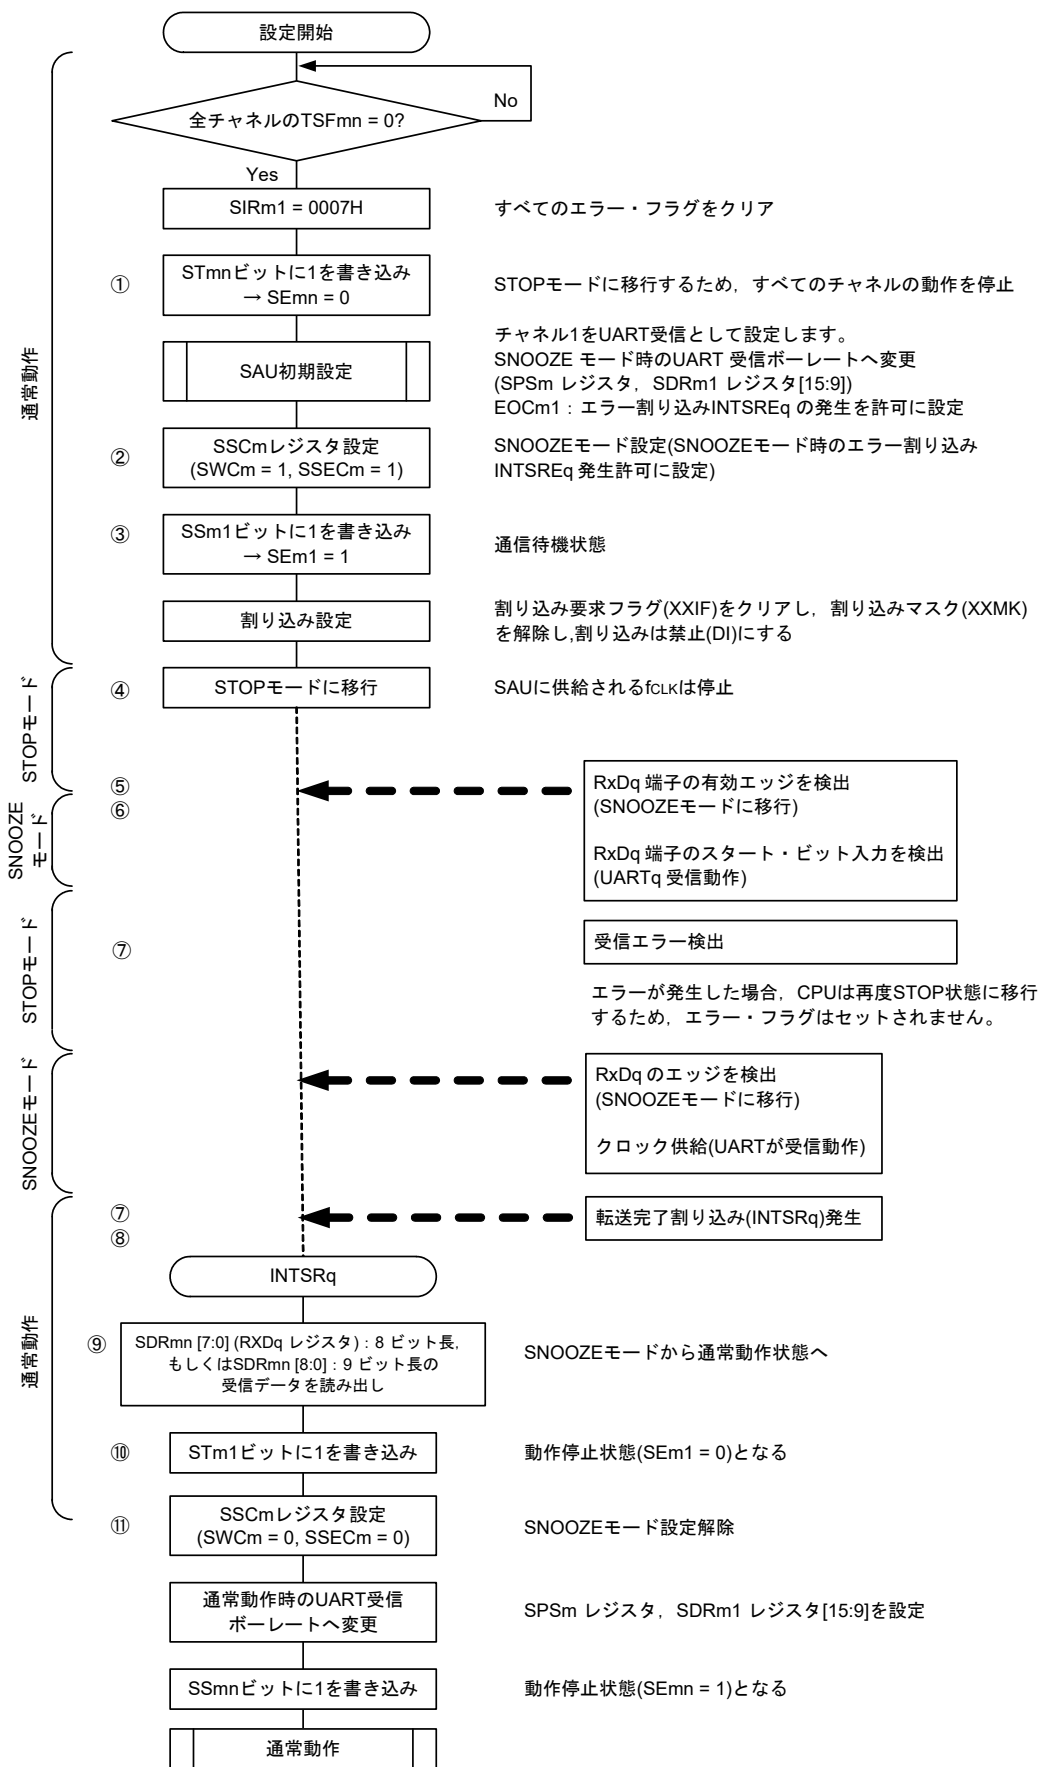 設定開始
全チャネルのTSFmn = 0?
No
Yes
SIRm1 = 0007H
すべてのエラー・フラグをクリア
①
STmnビットに1を書き込み
→ SEmn = 0
STOPモードに移行するため，すべてのチャネルの動作を停止
通常動作
SAU初期設定
チャネル1をUART受信として設定します。
SNOOZE モード時のUART 受信ボーレートへ変更
(SPSm レジスタ，SDRm1 レジスタ[15:9])
EOCm1：エラー割り込みINTSREq の発生を許可に設定
②
SSCmレジスタ設定
(SWCm = 1, SSECm = 1)
SNOOZEモード設定(SNOOZEモード時のエラー割り込み
INTSREq 発生許可に設定)
③
SSm1ビットに1を書き込み
→ SEm1 = 1
通信待機状態
割り込み設定
割り込み要求フラグ(XXIF)をクリアし，割り込みマスク(XXMK)
を解除し,割り込みは禁止(DI)にする
STOPモード
④
STOPモードに移行
SAUに供給されるfCLKは停止
⑤
⑥
SNOOZE
モード
RxDq 端子の有効エッジを検出
(SNOOZEモードに移行)
RxDq 端子のスタート・ビット入力を検出
(UARTq 受信動作)
STOPモード
⑦
受信エラー検出
エラーが発生した場合，CPUは再度STOP状態に移行
するため，エラー・フラグはセットされません。
SNOOZEモード
RxDq のエッジを検出
(SNOOZEモードに移行)
クロック供給(UARTが受信動作)
⑦
⑧
転送完了割り込み(INTSRq)発生
INTSRq
通常動作
⑨
SDRmn [7:0] (RXDq レジスタ)：8 ビット長,
もしくはSDRmn [8:0]：9 ビット長の
受信データを読み出し
SNOOZEモードから通常動作状態へ
⑩
STm1ビットに1を書き込み
動作停止状態(SEm1 = 0)となる
⑪
SSCmレジスタ設定
(SWCm = 0, SSECm = 0)
SNOOZEモード設定解除
通常動作時のUART受信
ボーレートへ変更
SPSm レジスタ，SDRm1 レジスタ[15:9]を設定
SSmnビットに1を書き込み
動作停止状態(SEmn = 1)となる
通常動作